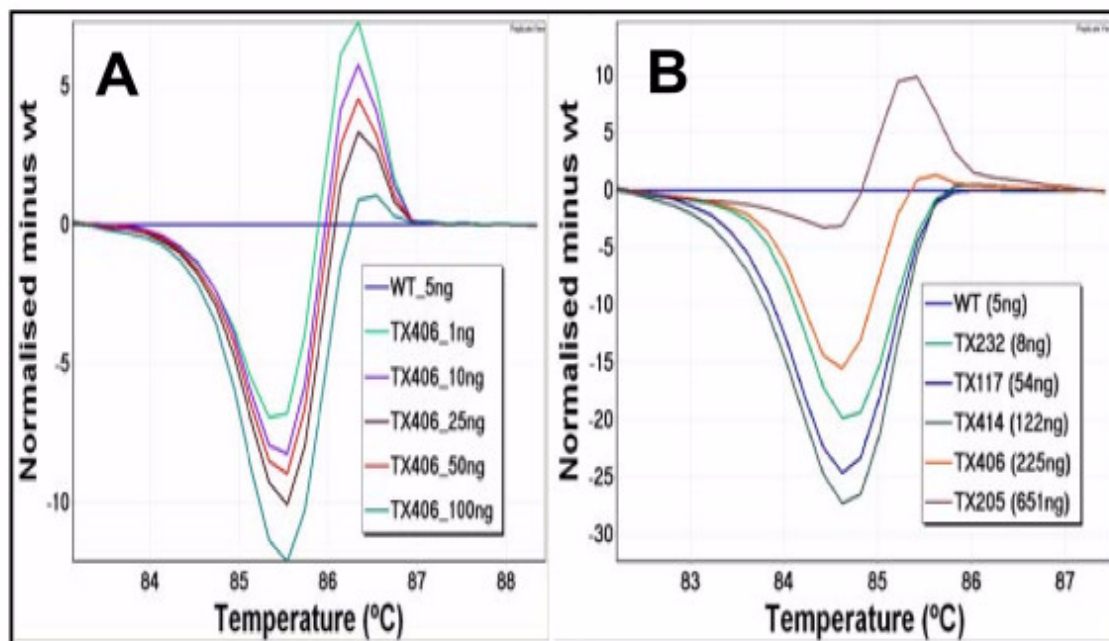 A
Normalised minus wt
5
0
-5
-10
84
85
86
87
88
Temperature (ºC)
WT_5ng
TX406_1ng
TX406_10ng
TX406_25ng
TX406_50ng
TX406_100ng
B
Normalised minus wt
10
5
0
-5
-10
-15
-20
-25
-30
83
84
85
86
87
Temperature (ºC)
WT (5ng)
TX232 (8ng)
TX117 (54ng)
TX414 (122ng)
TX406 (225ng)
TX205 (651ng)